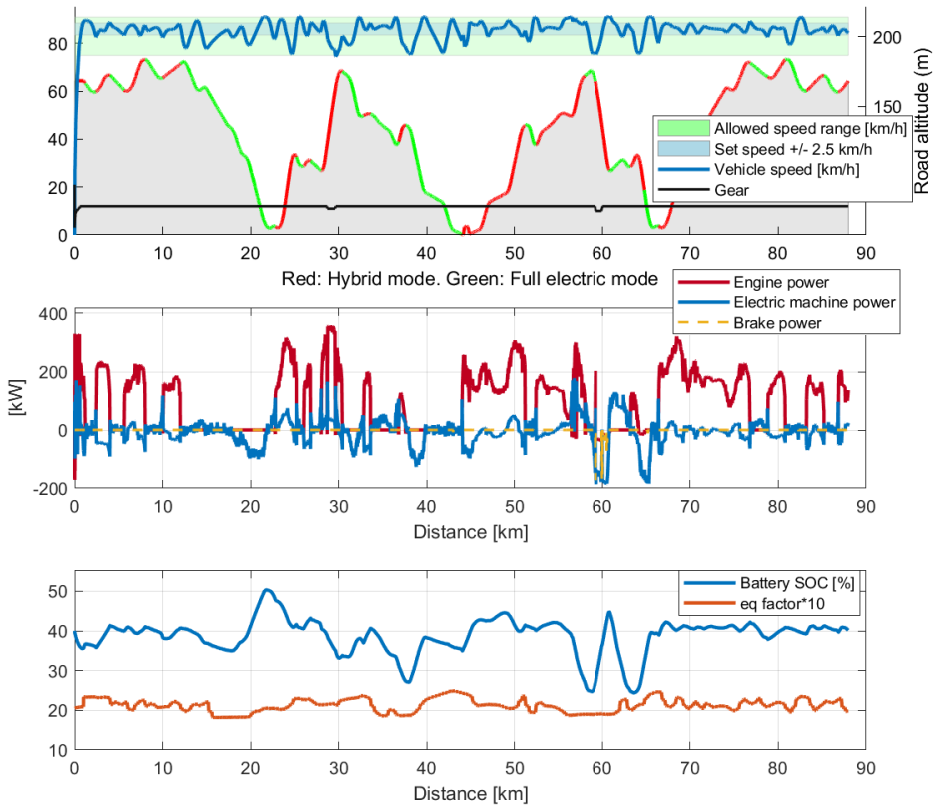 80
60
40
20
0
200
150
Road altitude (m)
Allowed speed range [km/h]
Set speed +/- 2.5 km/h
Vehicle speed [km/h]
Gear
0 10 20 30 40 50 60 70 80 90
Red: Hybrid mode. Green: Full electric mode
Engine power
Electric machine power
Brake power
400
200
0
-200
[kW]
0 10 20 30 40 50 60 70 80 90
Distance [km]
Battery SOC [%]
eq factor*10
50
40
30
20
10
0 10 20 30 40 50 60 70 80 90
Distance [km]